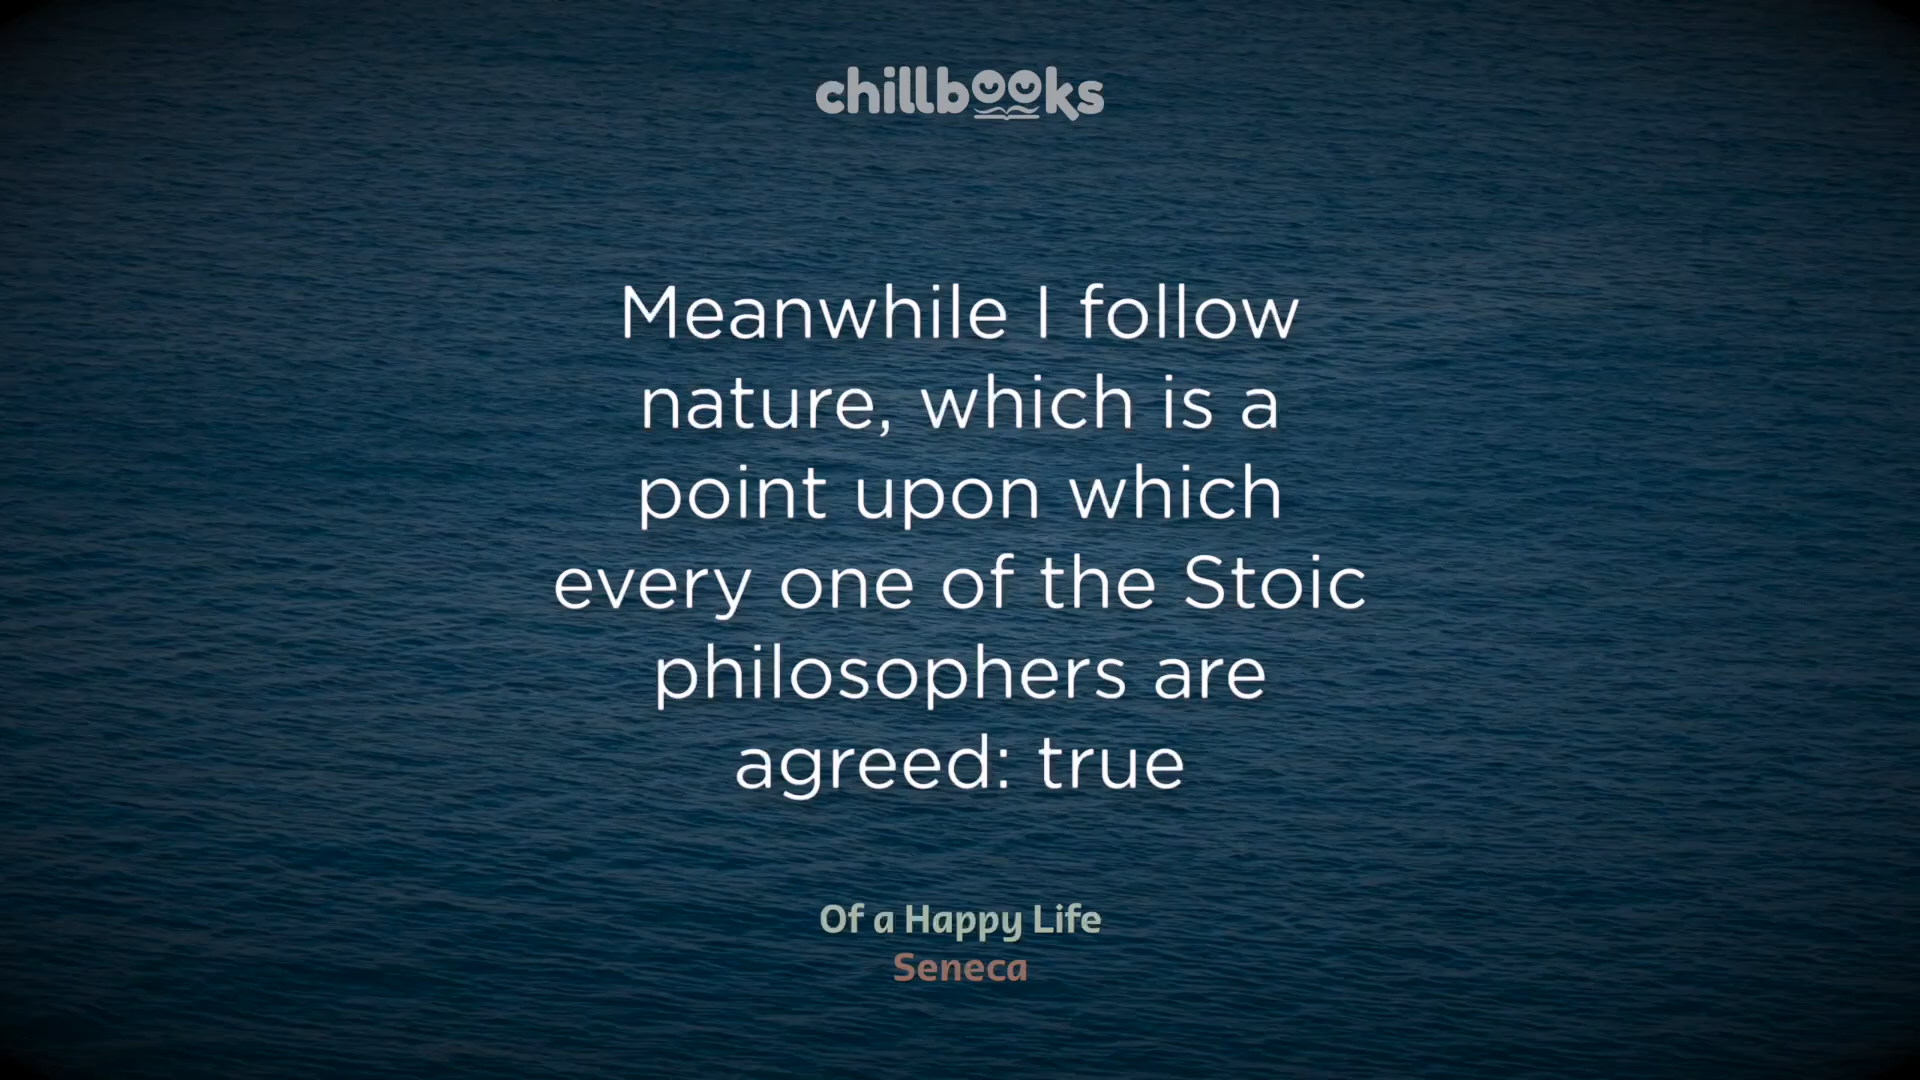 chillbooks
Meanwhile I follow
nature, which is a
point upon which
every one of the Stoic
philosophers are
agreed: true
Of a Happy Life
Seneca